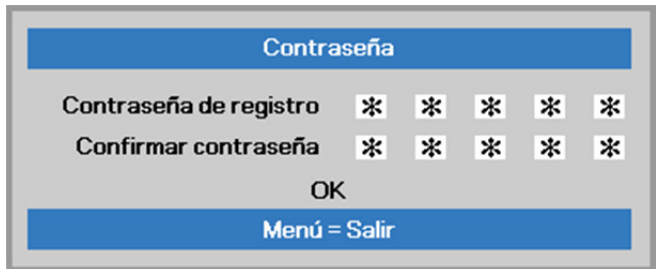 Contraseña
Contraseña de registro * * * * *
Confirmar contraseña * * * * *
OK
Menú = Salir